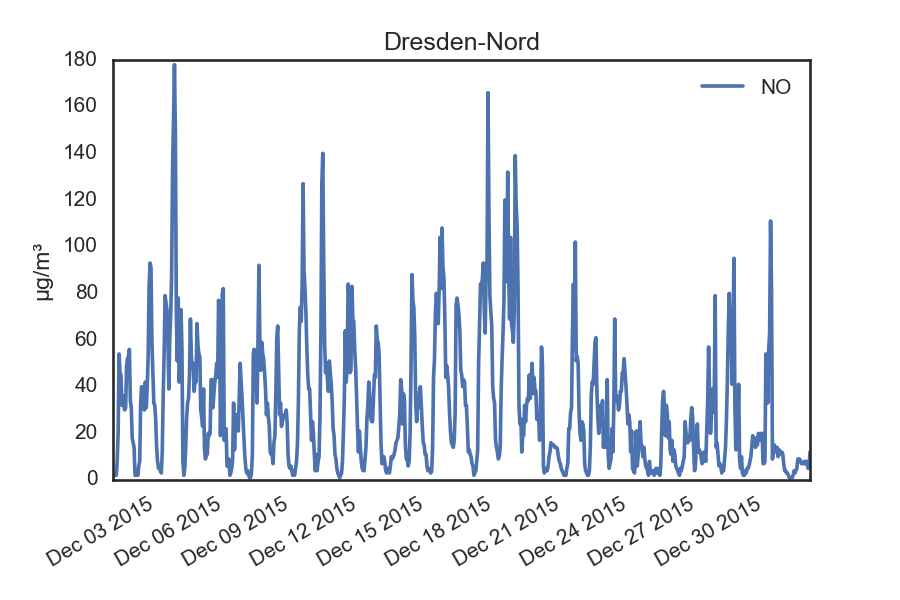 Dresden-Nord
NO
µg/m³
180
160
140
120
100
80
60
40
20
0
Dec 03 2015
Dec 06 2015
Dec 09 2015
Dec 12 2015
Dec 15 2015
Dec 18 2015
Dec 21 2015
Dec 24 2015
Dec 27 2015
Dec 30 2015